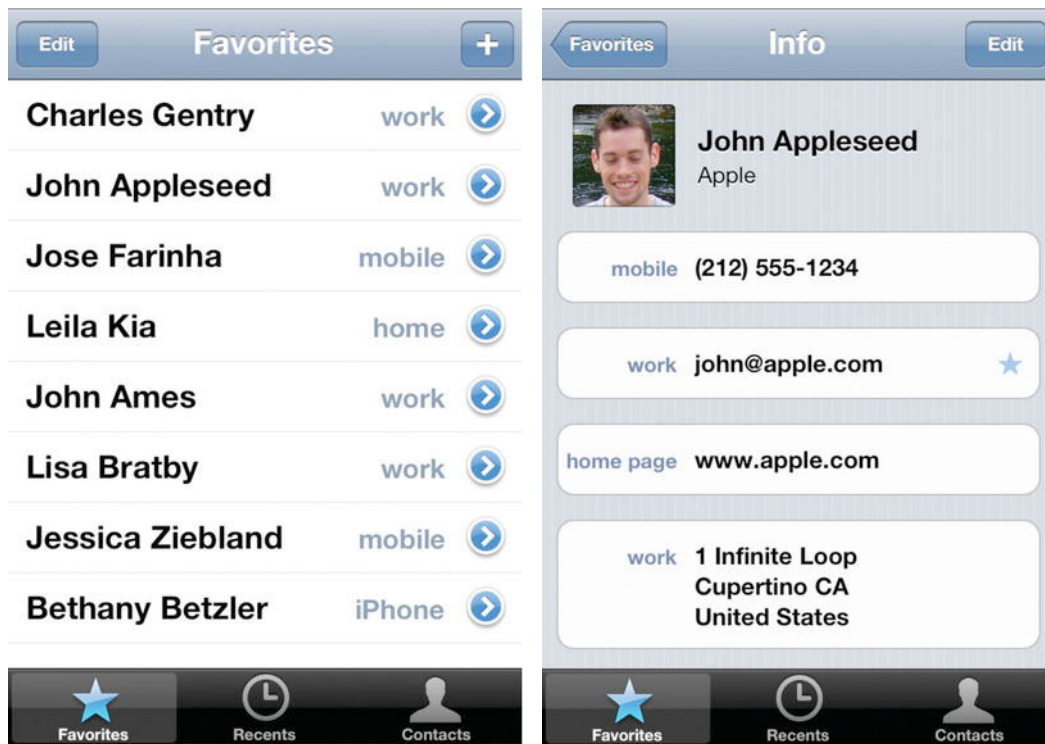 Edit Favorites +
Charles Gentry work
John Appleseed work
Jose Farinha mobile
Leila Kia home
John Ames work
Lisa Bratby work
Jessica Ziebland mobile
Bethany Betzler iPhone
Favorites Recents Contacts
Favorites Info Edit
John Appleseed
Apple
mobile (212) 555-1234
work john@apple.com
home page www.apple.com
work 1 Infinite Loop
Cupertino CA
United States
Favorites Recents Contacts